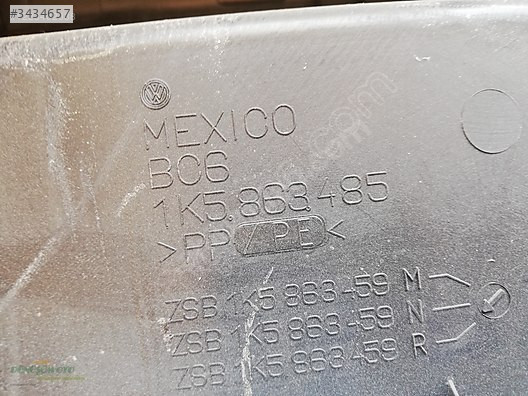 #3434657
MEXICO
BC6
1K5.863.485
>PP/PE<
ZSB 1K5 863 459 M
ZSB 1K5 863 459 N
ZSB 1K5 863 459 R